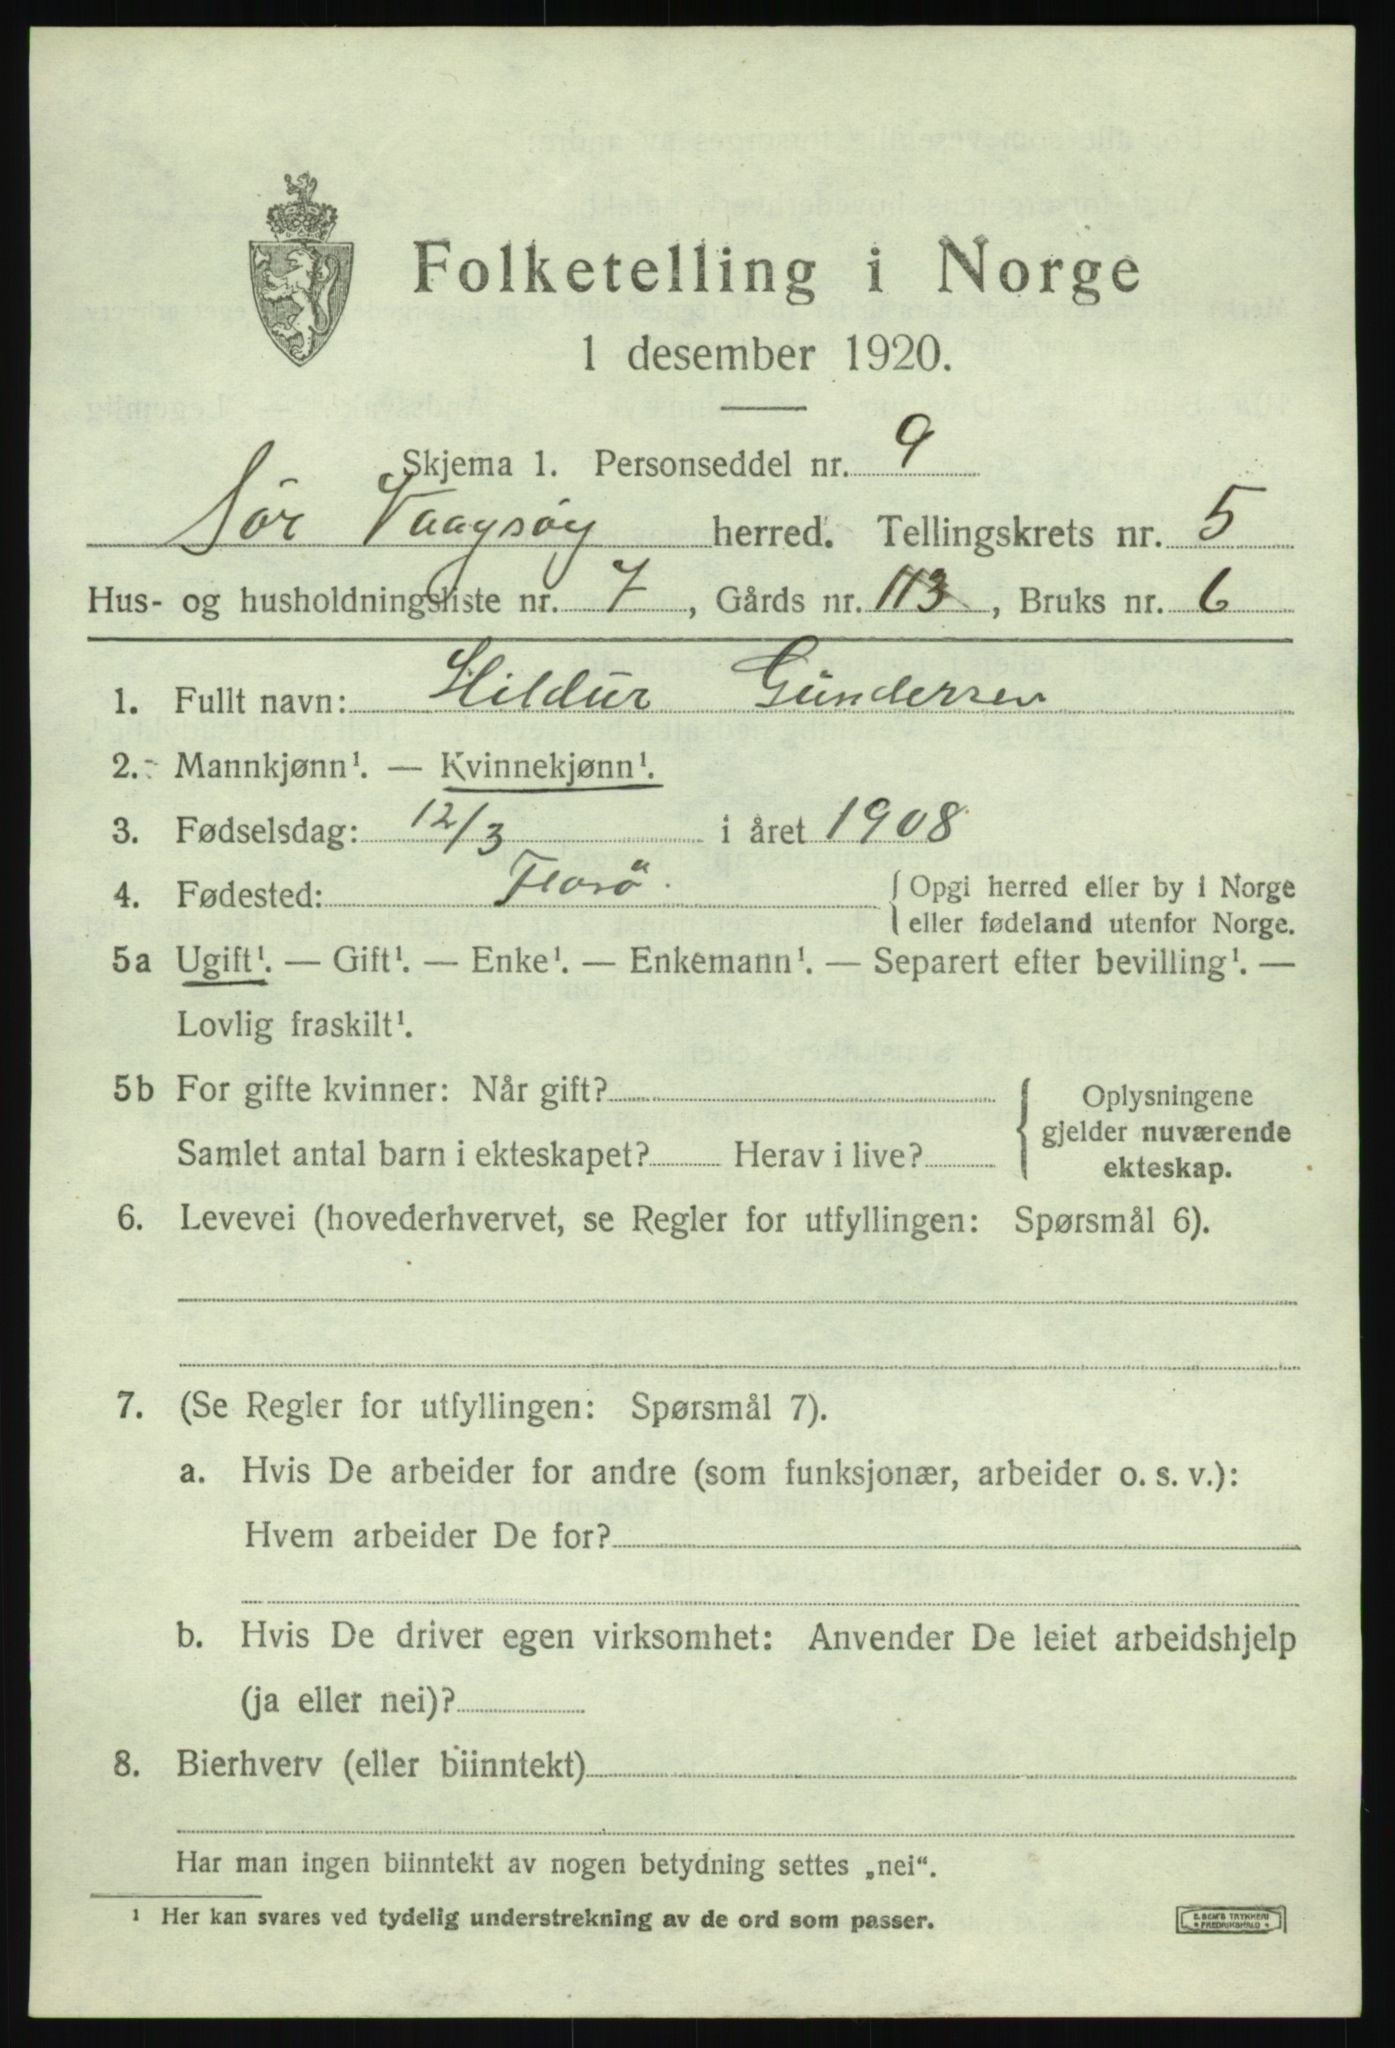 Folketelling i Norge
1 desember 1920.
Skjema 1. Personseddel nr. 9
Sör Vaagsöy herred. Tellingskrets nr. 5
Hus- og husholdningsliste nr. 7, Gårds nr. 113, Bruks nr. 6
1. Fullt navn: Hildur Gundersen
2. Mannkjønn¹. — Kvinnekjønn¹.
3. Fødselsdag: 12/3 i året 1908
4. Fødested: Florö { Opgi herred eller by i Norge
eller fødeland utenfor Norge.
5a Ugift¹. — Gift¹. — Enke¹. — Enkemann¹. — Separert efter bevilling¹. —
Lovlig fraskilt¹.
5b For gifte kvinner: Når gift? { Oplysningene
gjelder nuværende
Samlet antal barn i ekteskapet? Herav i live?
ekteskap.
6. Levevei (hovederhvervet, se Regler for utfyllingen: Spørsmål 6).
7. (Se Regler for utfyllingen: Spørsmål 7).
a. Hvis De arbeider for andre (som funksjonær, arbeider o. s. v.):
Hvem arbeider De for?
b. Hvis De driver egen virksomhet: Anvender De leiet arbeidshjelp
(ja eller nei)?
8. Bierhverv (eller biinntekt)
Har man ingen biinntekt av nogen betydning settes „nei“.
¹ Her kan svares ved tydelig understrekning av de ord som passer.
E. SEM'S TRYKKERI
FREDRIKSHALD